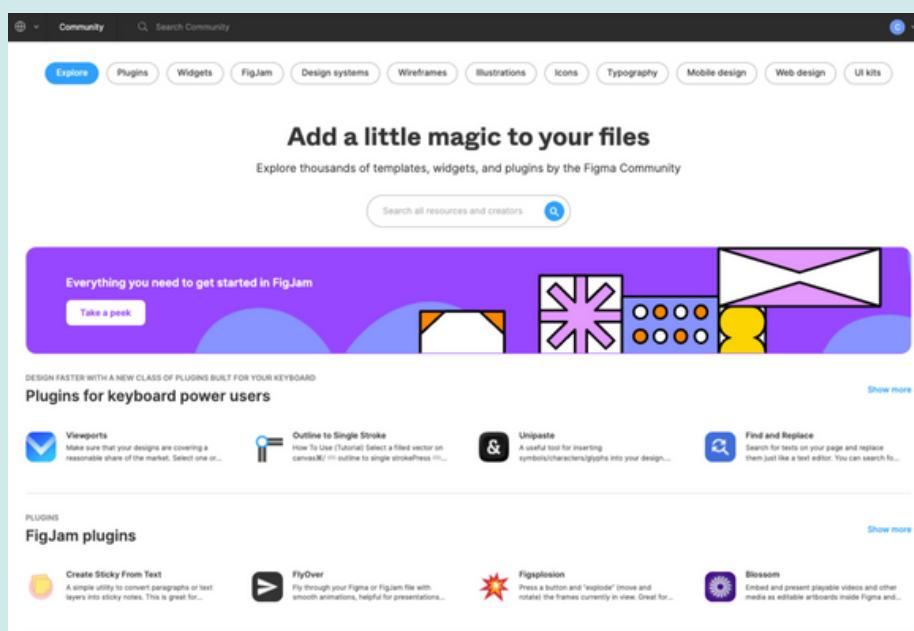 Community
Search Community
C
Explore
Plugins
Widgets
FigJam
Design systems
Wireframes
Illustrations
Icons
Typography
Mobile design
Web design
UI kits
Add a little magic to your files
Explore thousands of templates, widgets, and plugins by the Figma Community
Search all resources and creators
Everything you need to get started in FigJam
Take a peek
DESIGN FASTER WITH A NEW CLASS OF PLUGINS BUILT FOR YOUR KEYBOARD
Plugins for keyboard power users
Show more
Viewports
Make sure that your designs are covering a
reasonable share of the market. Select one or...
Outline to Single Stroke
How To Use (Tutorial) Select a filled vector on
canvas⌘/ ⌨️ outline to single strokePress ⌨️...
&
Unipaste
A useful tool for inserting
symbols/characters/glyphs into your design....
Find and Replace
Search for texts on your page and replace
them just like a text editor. You can search fo...
PLUGINS
FigJam plugins
Show more
Create Sticky From Text
A simple utility to convert paragraphs or text
layers into sticky notes. This is great for...
FlyOver
Fly through your Figma or FigJam file with
smooth animations, helpful for presentations...
Figsplosion
Press a button and "explode" (move and
rotate) the frames currently in view. Great for...
Blossom
Embed and present playable videos and other
media as editable artboards inside Figma and...